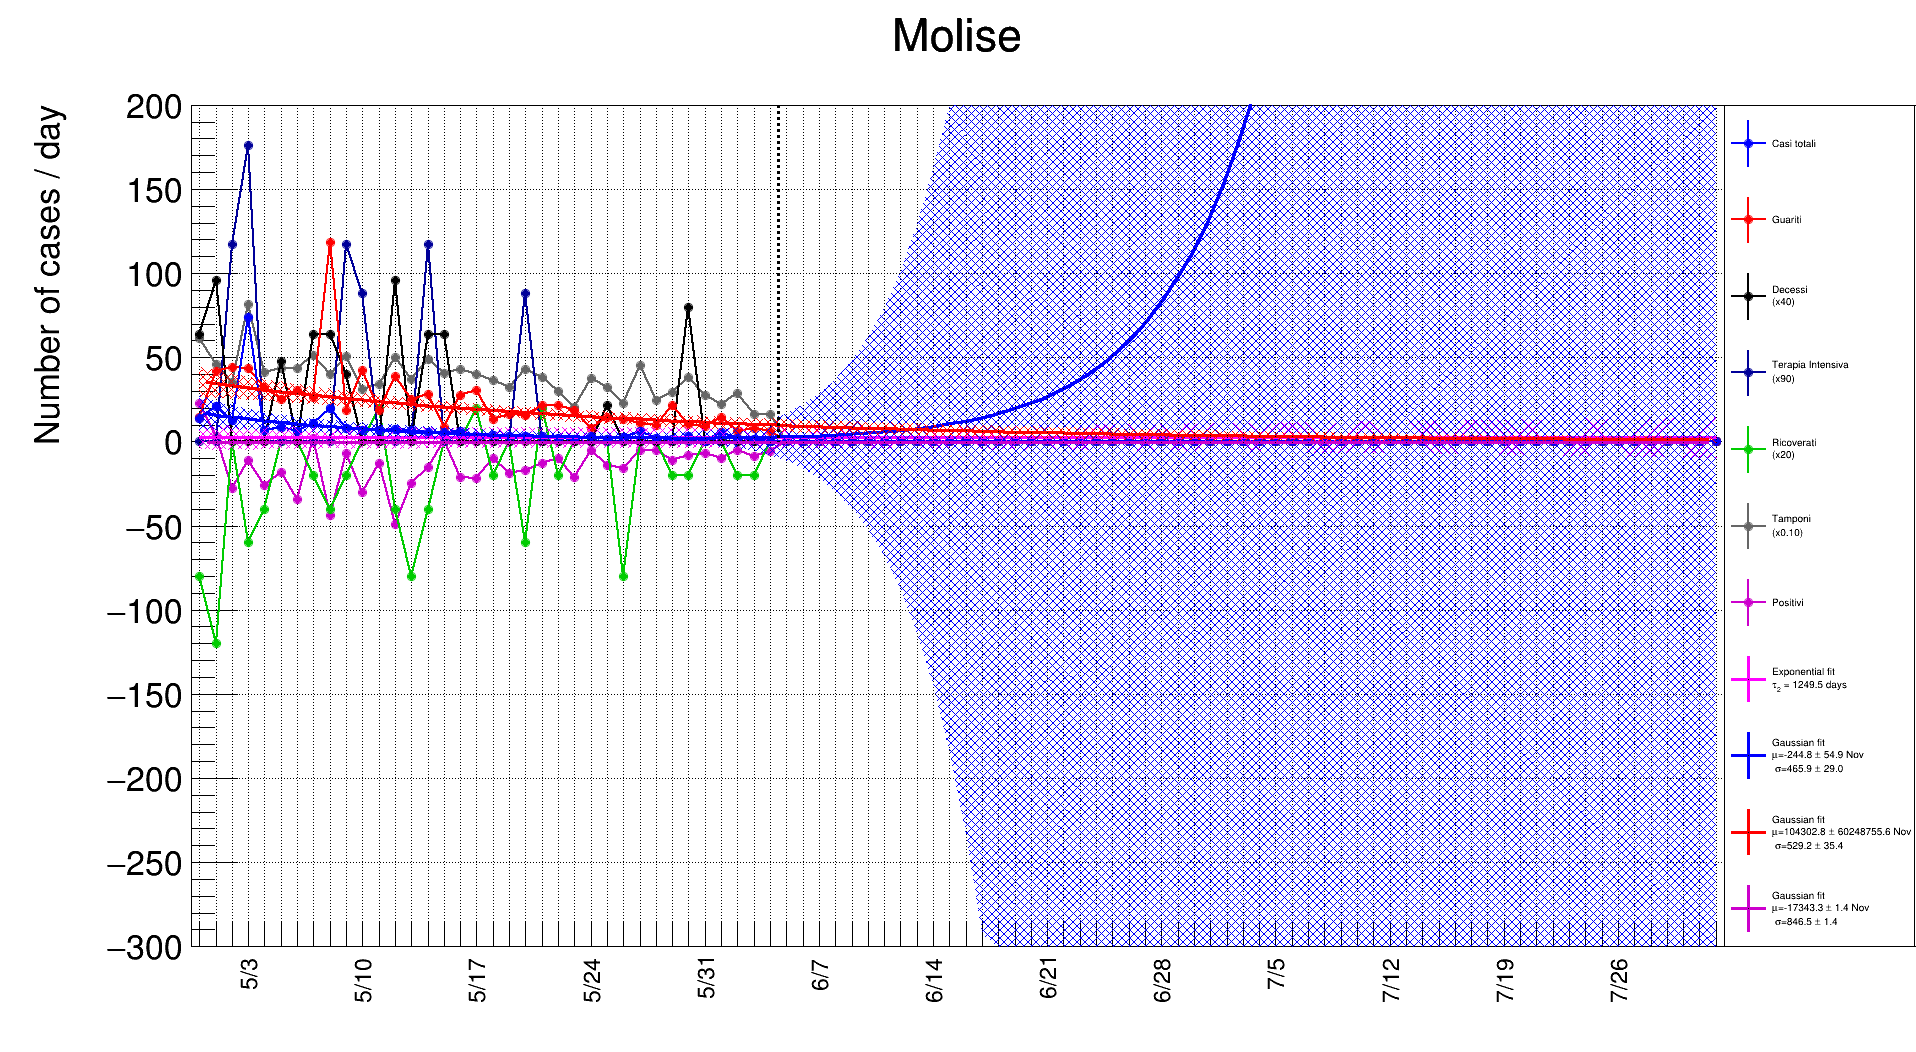 Molise
Number of cases / day
200
150
100
50
0
−50
−100
−150
−200
−250
−300
5/3
5/10
5/17
5/24
5/31
6/7
6/14
6/21
6/28
7/5
7/12
7/19
7/26
Casi totali
Guariti
Decessi
(x40)
Terapia Intensiva
(x90)
Ricoverati
(x20)
Tamponi
(x0.10)
Positivi
Exponential fit
τ2 = 1249.5 days
Gaussian fit
μ=-244.8 ± 54.9 Nov
σ=465.9 ± 29.0
Gaussian fit
μ=104302.8 ± 60248755.6 Nov
σ=529.2 ± 35.4
Gaussian fit
μ=-17343.3 ± 1.4 Nov
σ=846.5 ± 1.4